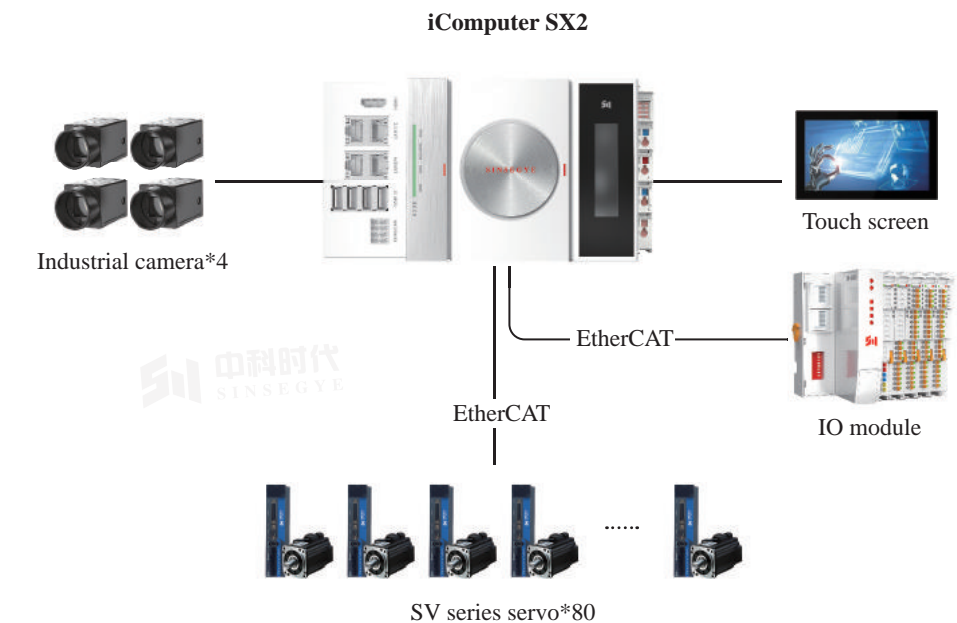 iComputer SX2
SINSEGYE
Industrial camera*4
Touch screen
EtherCAT
IO module
中科时代
SINSEGYE
EtherCAT
......
SV series servo*80